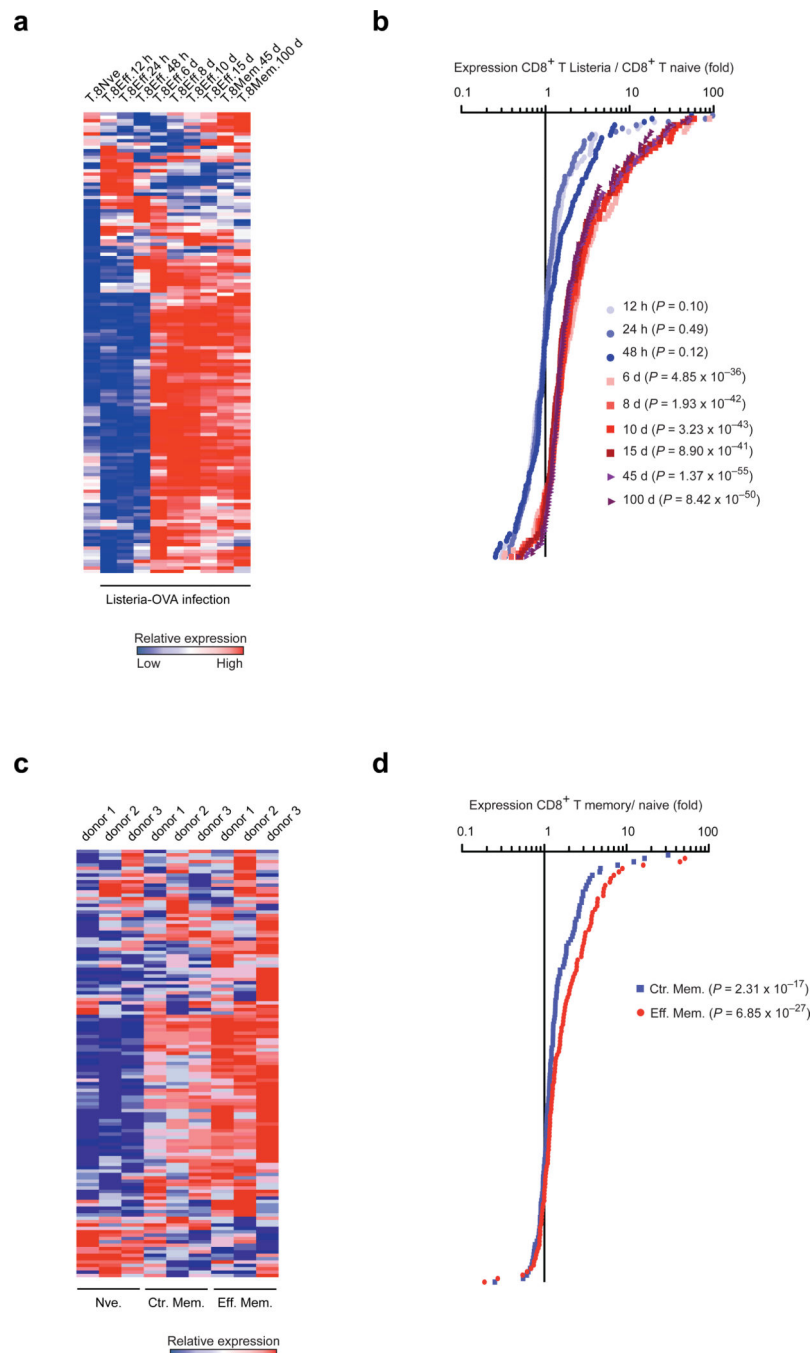 a
T.8Nve
T.8Eff.12 h
T.8Eff.24 h
T.8Eff. 48 h
T.8Eff.6 d
T.8Eff.8 d
T.8Eff.10 d
T.8Eff.15 d
T.8Mem.45 d
T.8Mem.100 d
Listeria-OVA infection
Relative expression
Low High
b
Expression CD8+ T Listeria / CD8+ T naive (fold)
0.1 1 10 100
12 h (P = 0.10)
24 h (P = 0.49)
48 h (P = 0.12)
6 d (P = 4.85 x 10−36)
8 d (P = 1.93 x 10−42)
10 d (P = 3.23 x 10−43)
15 d (P = 8.90 x 10−41)
45 d (P = 1.37 x 10−55)
100 d (P = 8.42 x 10−50)
c
donor 1
donor 2
donor 3
donor 1
donor 2
donor 3
donor 1
donor 2
donor 3
Nve. Ctr. Mem. Eff. Mem.
Relative expression
d
Expression CD8+ T memory/ naive (fold)
0.1 1 10 100
Ctr. Mem. (P = 2.31 x 10−17)
Eff. Mem. (P = 6.85 x 10−27)